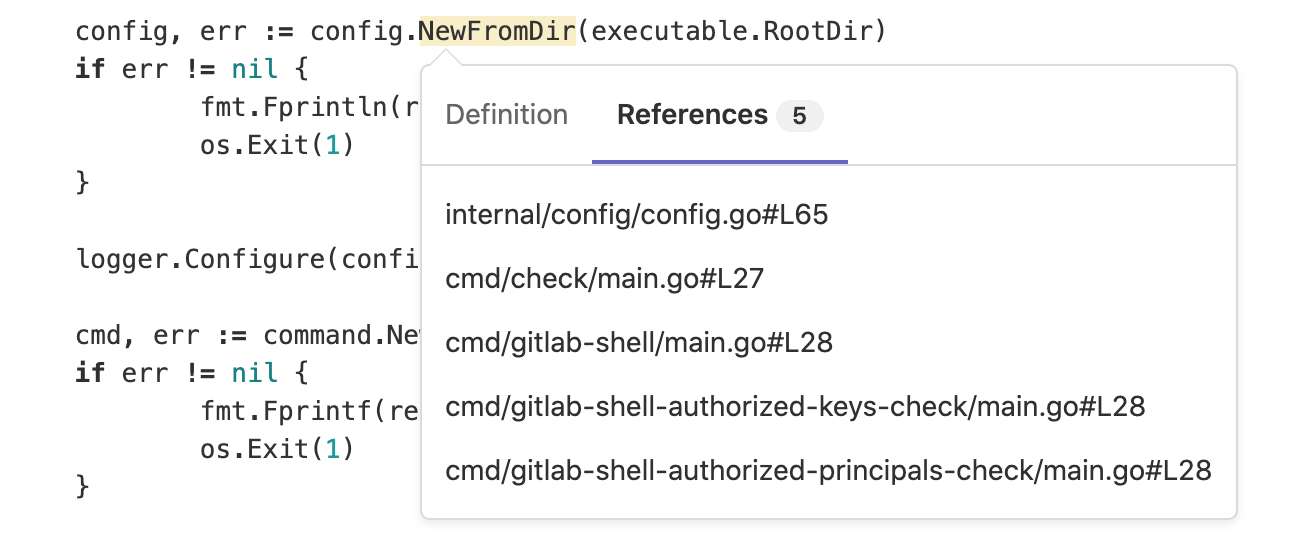 config, err := config.NewFromDir(executable.RootDir)
if err != nil {
fmt.Fprintln(r
os.Exit(1)
}
logger.Configure(confi
cmd, err := command.Ne
if err != nil {
fmt.Fprintf(re
os.Exit(1)
}
Definition References 5
internal/config/config.go#L65
cmd/check/main.go#L27
cmd/gitlab-shell/main.go#L28
cmd/gitlab-shell-authorized-keys-check/main.go#L28
cmd/gitlab-shell-authorized-principals-check/main.go#L28